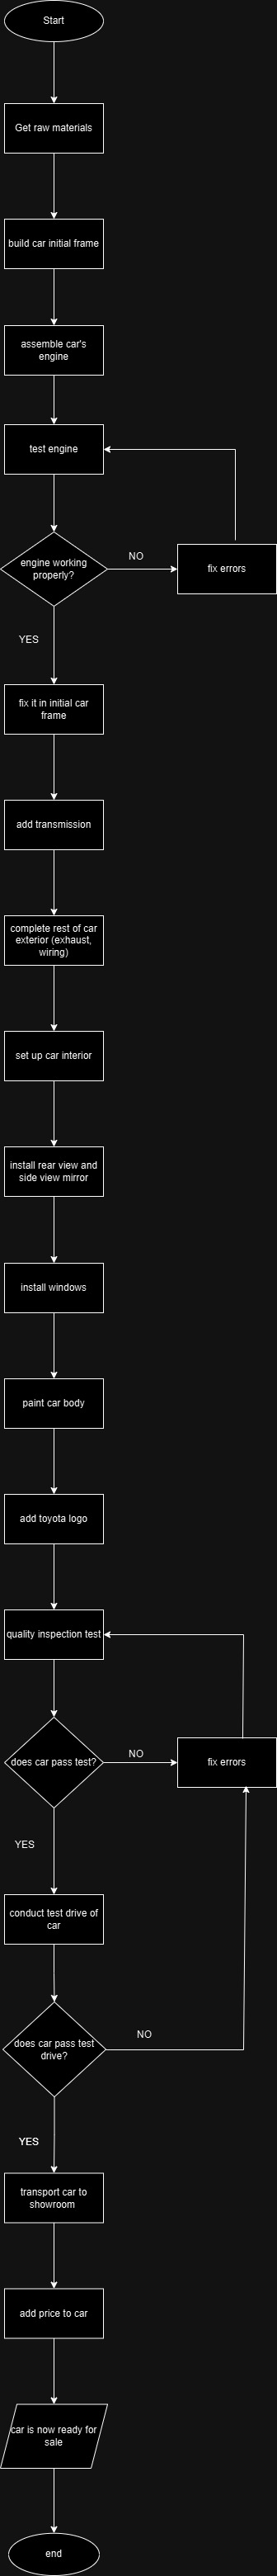 Start
Get raw materials
build car initial frame
assemble car's
engine
test engine
engine working
properly?
NO
fix errors
YES
fix it in initial car
frame
add transmission
complete rest of car
exterior (exhaust,
wiring)
set up car interior
install rear view and
side view mirror
install windows
paint car body
add toyota logo
quality inspection test
does car pass test?
NO
fix errors
YES
conduct test drive of
car
does car pass test
drive?
NO
YES
transport car to
showroom
add price to car
car is now ready for
sale
end